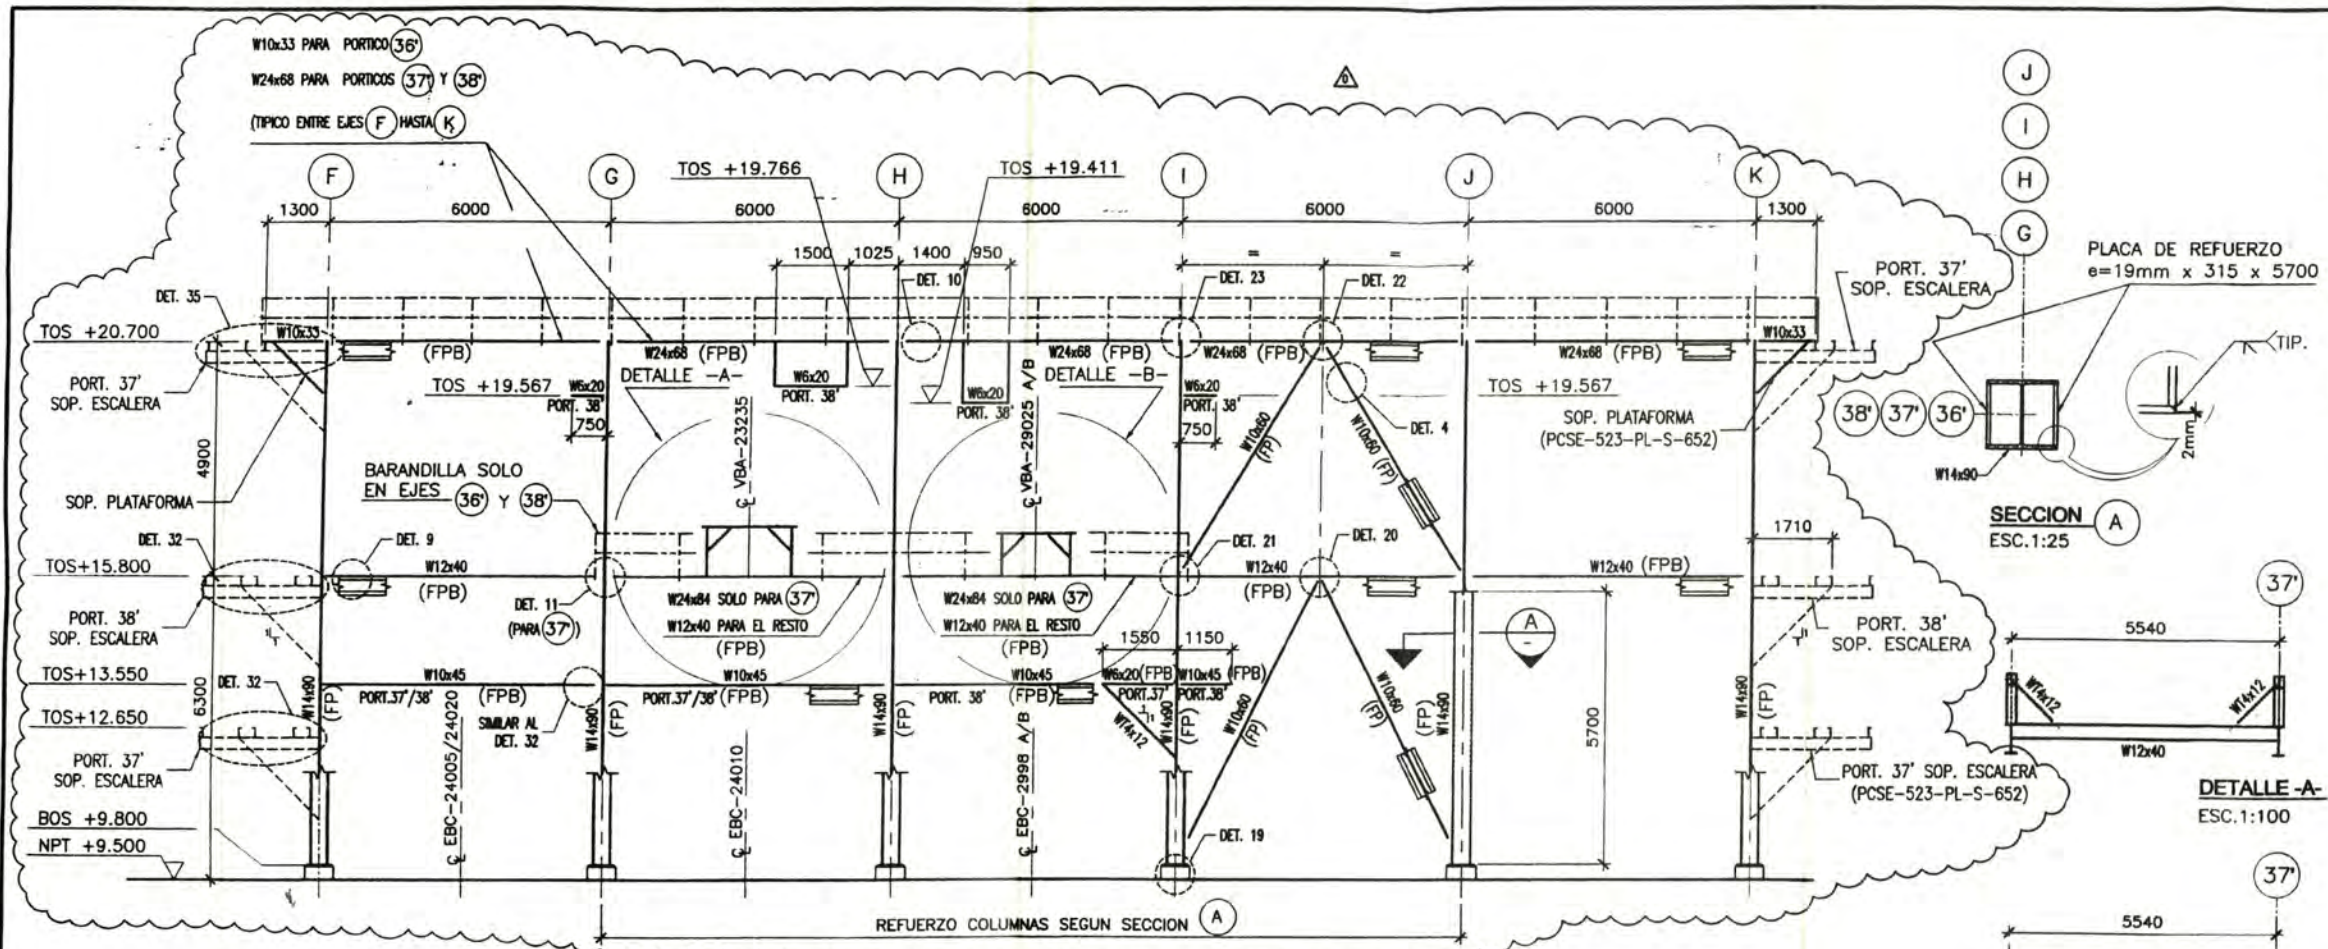 W10x33 PARA PORTICO 36'
W24x68 PARA PORTICOS 37' Y 38'
(TIPICO ENTRE EJES F HASTA K
0
F
G
H
I
J
K
TOS +19.766
TOS +19.411
1300
6000
6000
6000
6000
6000
1300
1500
1025
1400
950
=
=
DET. 35
DET. 10
DET. 23
DET. 22
PORT. 37'
SOP. ESCALERA
TOS +20.700
W10x33
(FPB)
W24x68 (FPB)
W24x68 (FPB)
W24x68 (FPB)
W24x68 (FPB)
W10x33
PORT. 37'
SOP. ESCALERA
TOS +19.567
W6x20
PORT. 38'
750
DETALLE -A-
W6x20
PORT. 38'
W6x20
PORT. 38'
DETALLE -B-
W6x20
PORT. 38'
750
TOS +19.567
SOP. PLATAFORMA
(PCSE-523-PL-S-652)
DET. 4
W10x60
(FP)
W10x60 (FP)
4900
SOP. PLATAFORMA
BARANDILLA SOLO
EN EJES 36' Y 38'
℄ VBA-23235
℄ VBA-29025 A/B
DET. 32
DET. 9
DET. 21
DET. 20
1710
TOS+15.800
W12x40
(FPB)
W12x40
(FPB)
W12x40 (FPB)
PORT. 38'
SOP. ESCALERA
DET. 11
(PARA 37')
W24x84 SOLO PARA 37'
W12x40 PARA EL RESTO
(FPB)
W24x84 SOLO PARA 37'
W12x40 PARA EL RESTO
(FPB)
1550
1150
A
-
PORT. 38'
SOP. ESCALERA
TOS+13.550
W10x45
(FPB)
PORT.37'/38'
W10x45
PORT.37'/38' (FPB)
W10x45
PORT. 38'
(FPB)
W6x20(FPB)
PORT.37'
W10x45 (FPB)
PORT.38'
WT4x12
DET. 32
SIMILAR AL
DET. 32
TOS+12.650
6300
W14x90
(FP)
W14x90
(FP)
W14x90
(FP)
W14x90
(FP)
W10x60
(FP)
W10x60
(FP)
W14x90
(FP)
W14x90
(FP)
5700
PORT. 37'
SOP. ESCALERA
PORT. 37' SOP. ESCALERA
(PCSE-523-PL-S-652)
BOS +9.800
NPT +9.500
℄ EBC-24005/24020
℄ EBC-24010
℄ EBC-2998 A/B
DET. 19
REFUERZO COLUMNAS SEGUN SECCION A
J
I
H
G
PLACA DE REFUERZO
e=19mm x 315 x 5700
TIP.
38' 37' 36'
2mm
W14x90
SECCION A
ESC.1:25
37'
5540
WT4x12
WT4x12
W12x40
DETALLE -A-
ESC.1:100
37'
5540